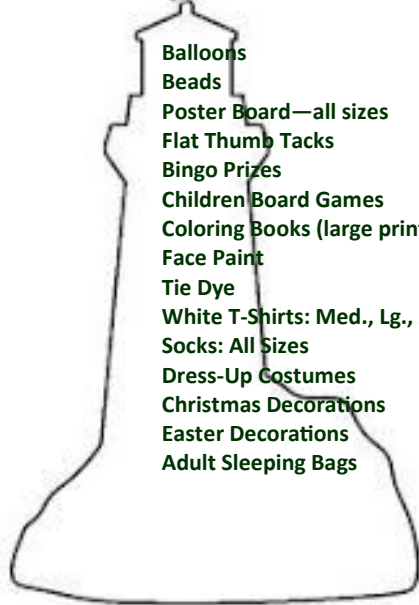 Balloons
Beads
Poster Board—all sizes
Flat Thumb Tacks
Bingo Prizes
Children Board Games
Coloring Books (large prin
Face Paint
Tie Dye
White T-Shirts: Med., Lg.,
Socks: All Sizes
Dress-Up Costumes
Christmas Decorations
Easter Decorations
Adult Sleeping Bags